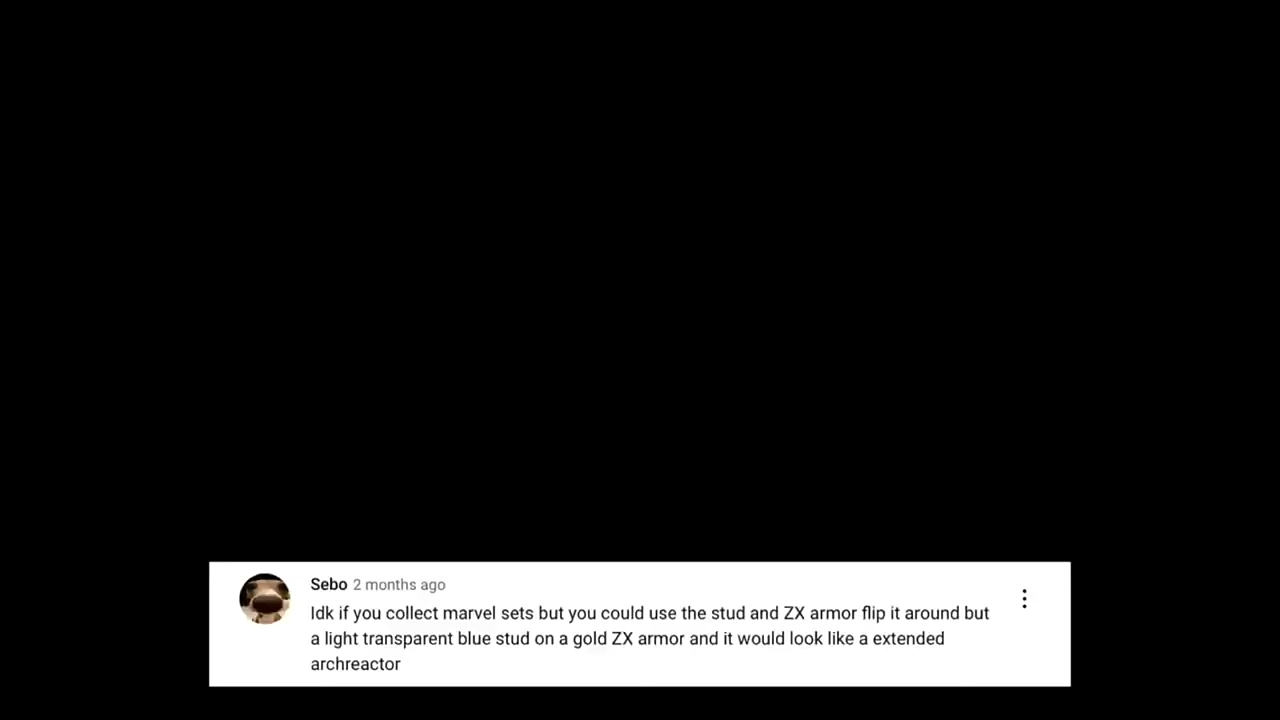 Sebo 2 months ago
Idk if you collect marvel sets but you could use the stud and ZX armor flip it around but
a light transparent blue stud on a gold ZX armor and it would look like a extended
archreactor